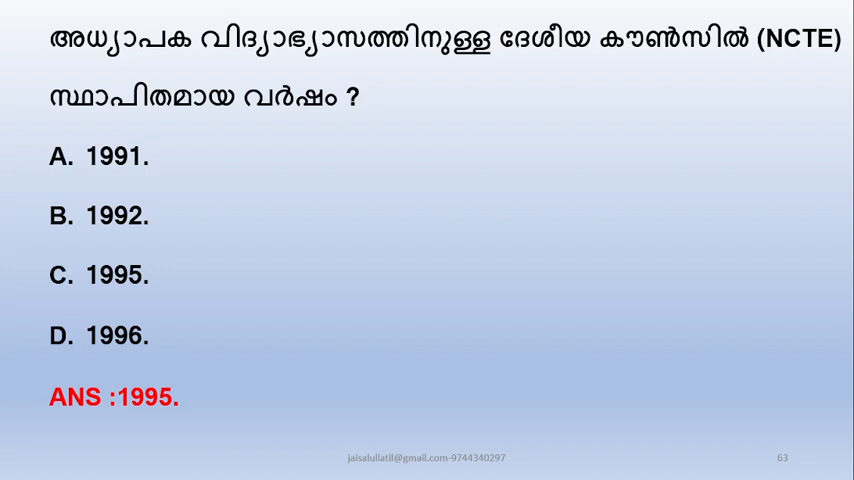 അധ്യാപക വിദ്യാഭ്യാസത്തിനുള്ള ദേശീയ കൗൺസിൽ (NCTE)
സ്ഥാപിതമായ വർഷം ?
A. 1991.
B. 1992.
C. 1995.
D. 1996.
ANS :1995.
jaisalullatil@gmail.com-9744340297
63